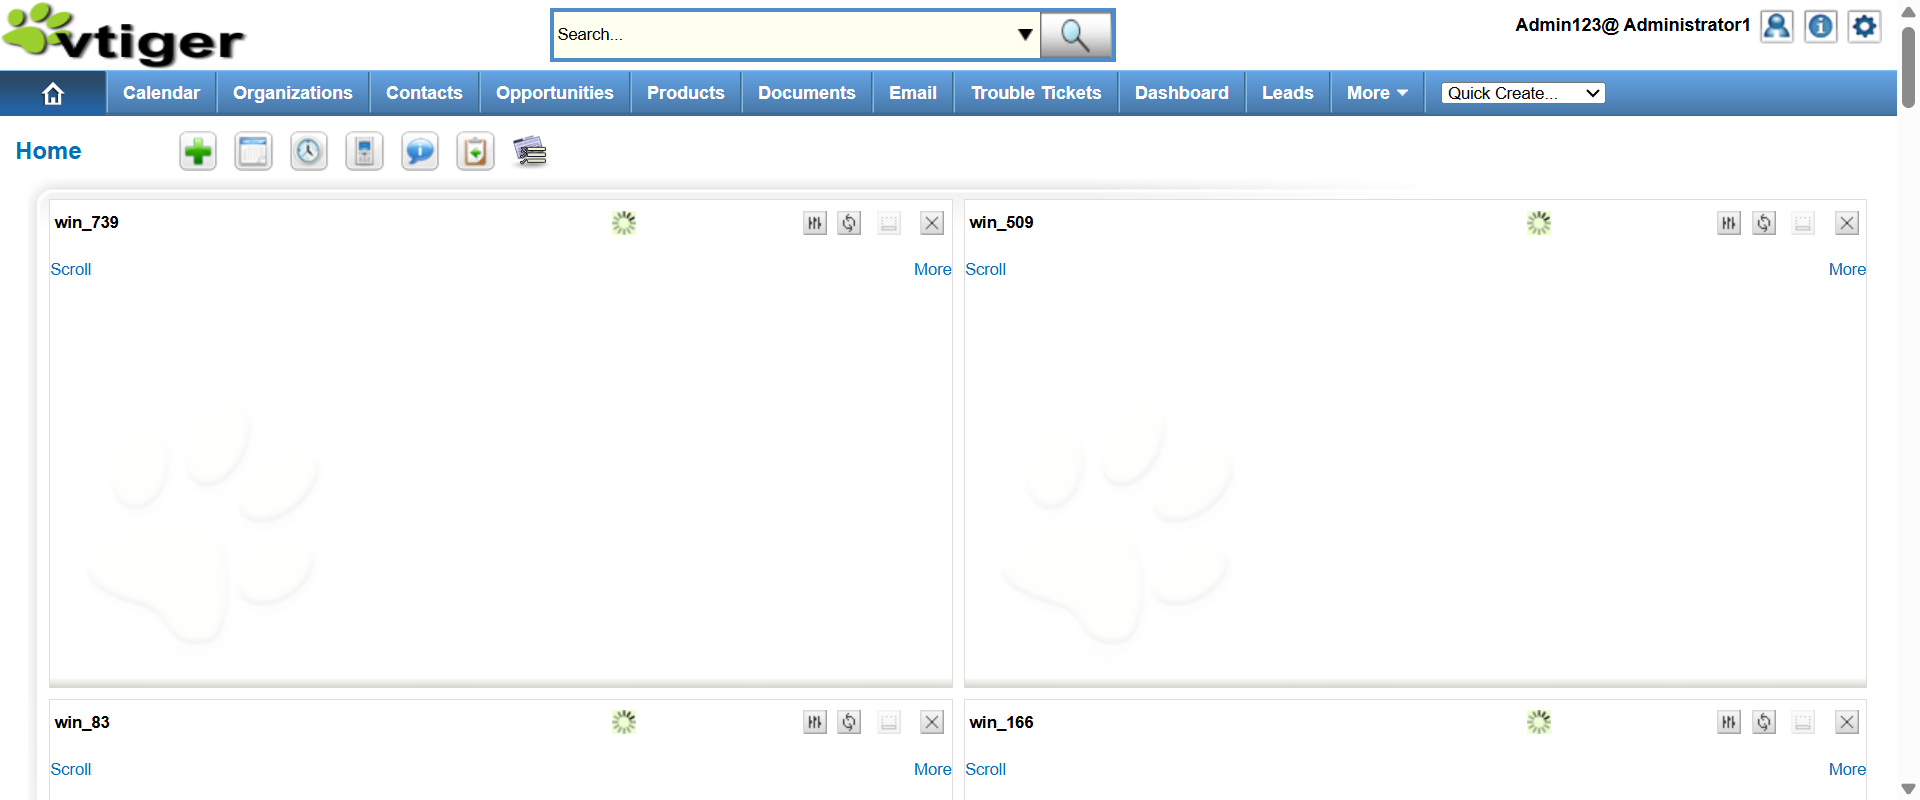 vtiger
Search...
Admin123@ Administrator1
Calendar Organizations Contacts Opportunities Products Documents Email Trouble Tickets Dashboard Leads More Quick Create...
Home
win_739
Scroll More
win_509
Scroll More
win_83
Scroll More
win_166
Scroll More